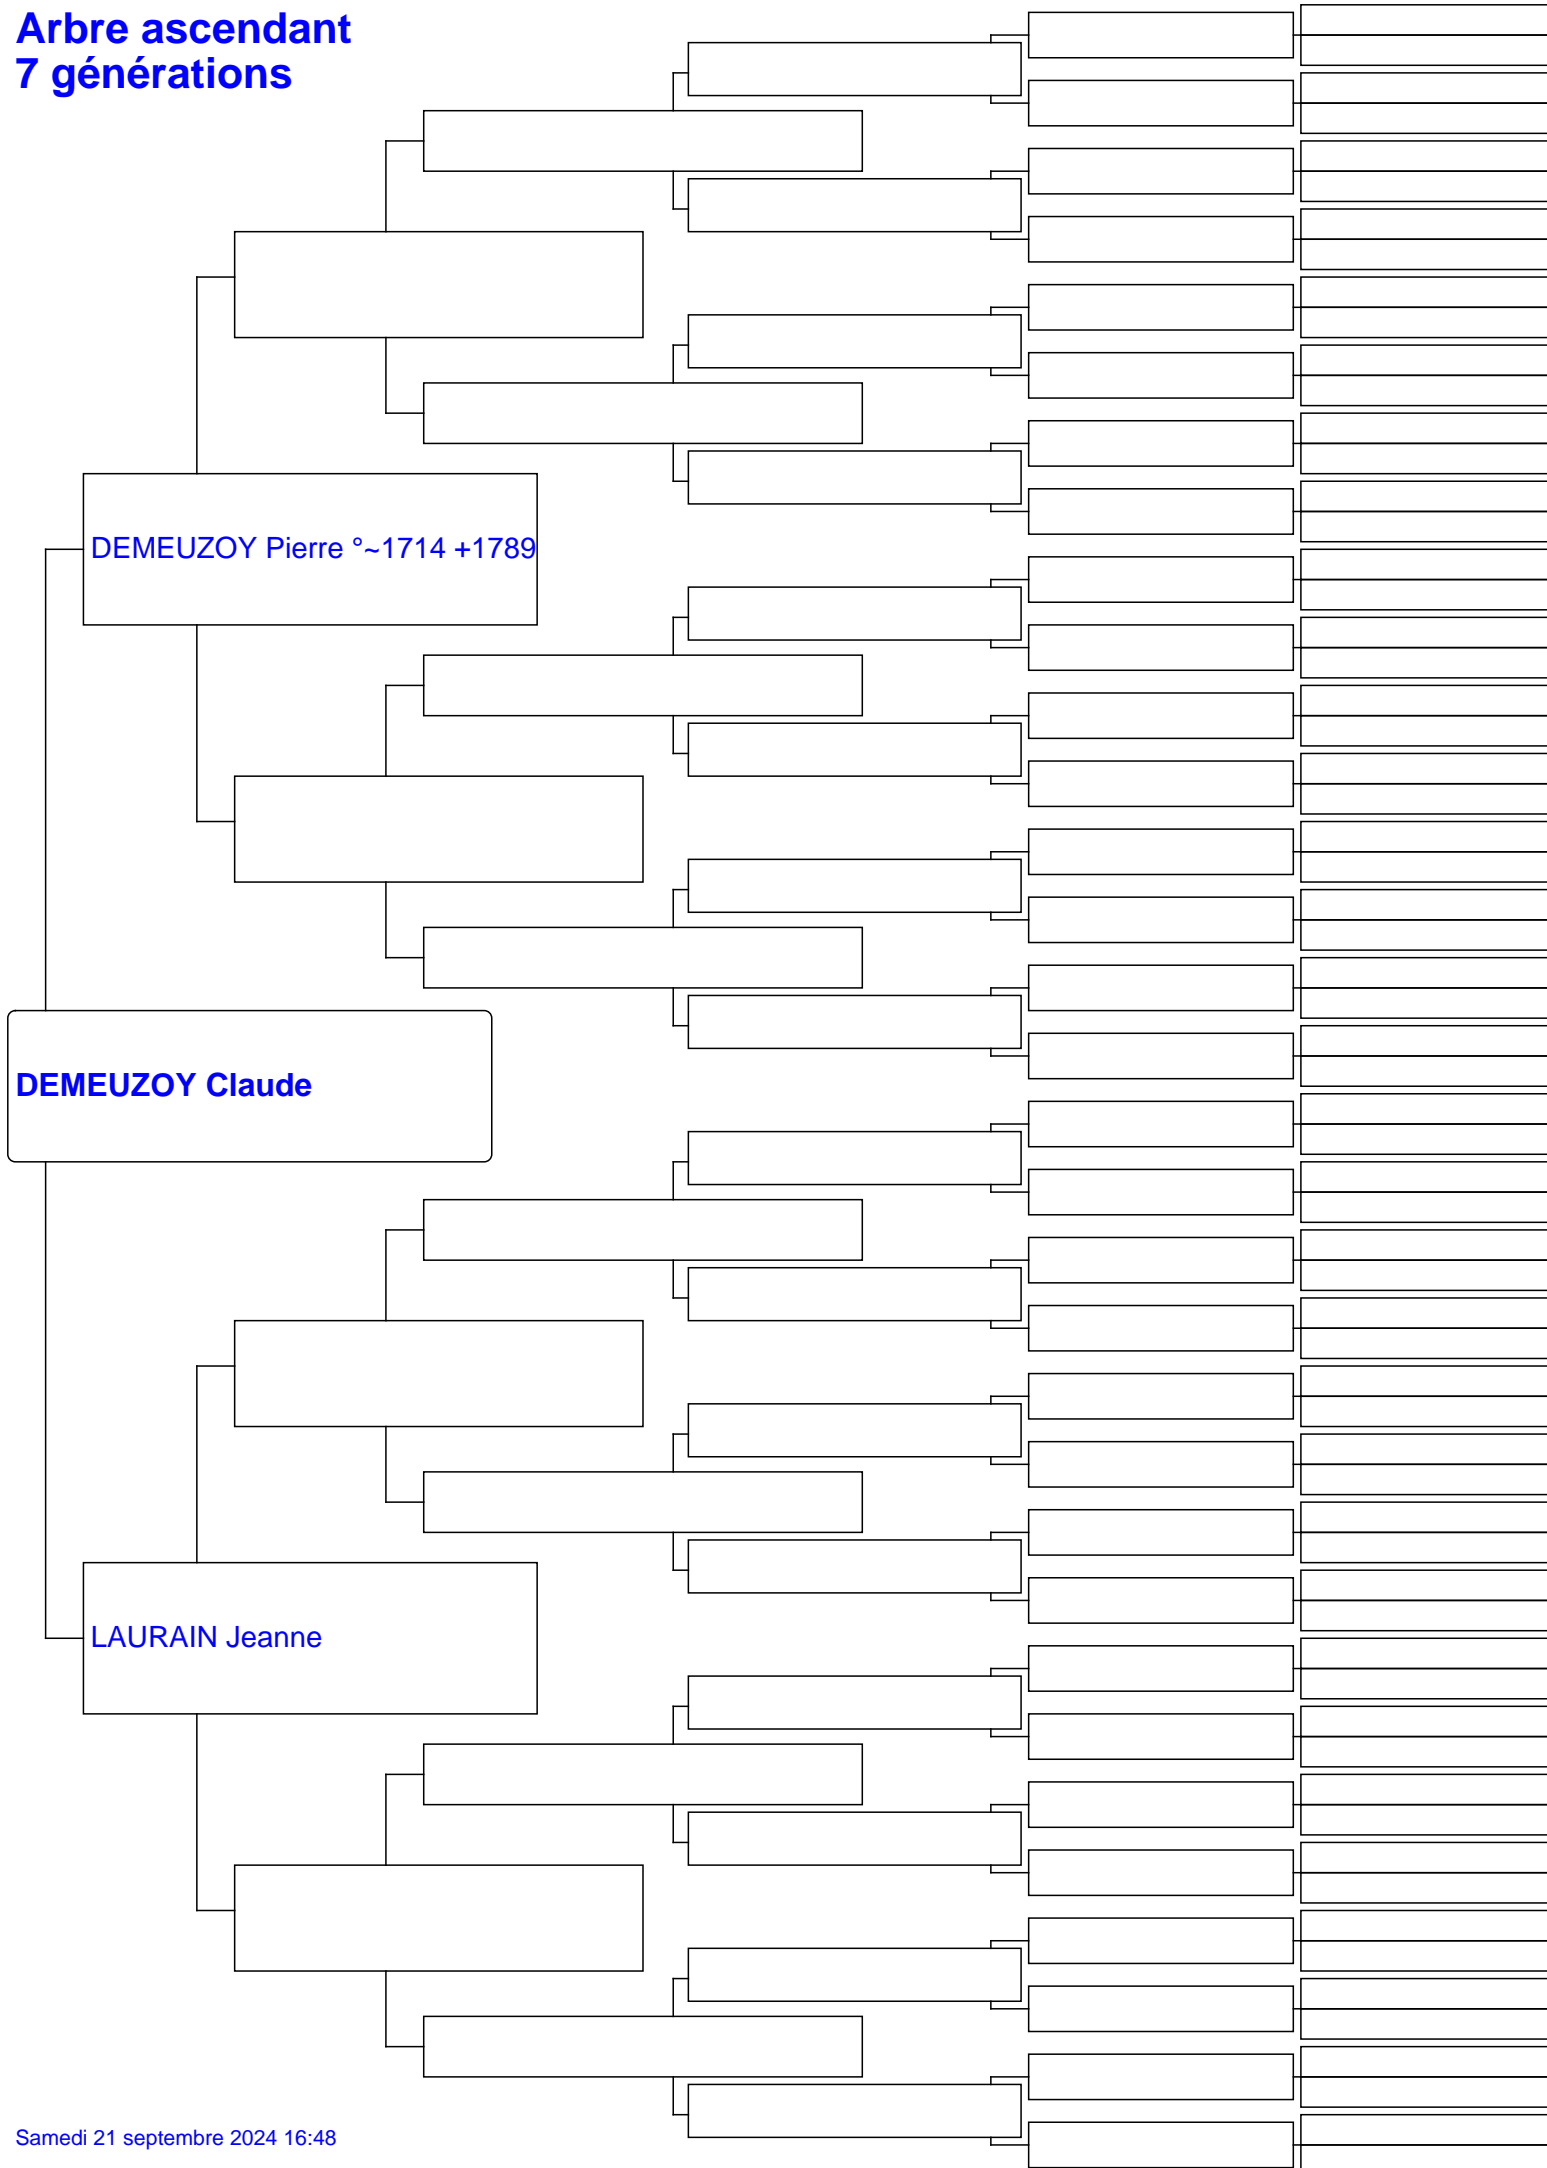 Arbre ascendant
7 générations
DEMEUZOY Pierre °~1714 +1789
DEMEUZOY Claude
LAURAIN Jeanne
Samedi 21 septembre 2024 16:48